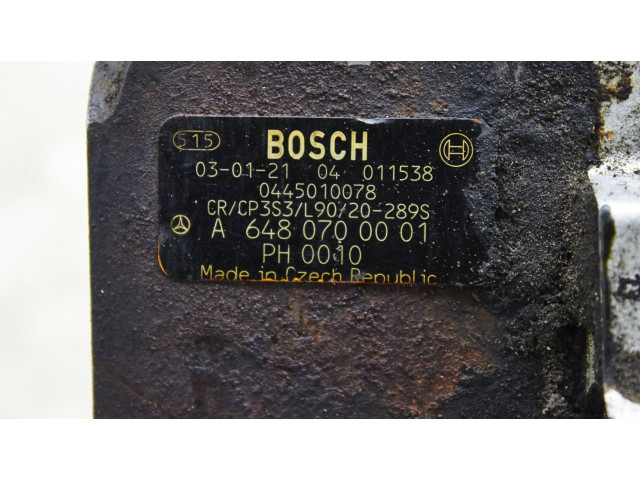 S15 BOSCH
03-01-21 04 011538
0445010078
CR/CP3S3/L90/20-289S
A 648 070 00 01
PH 0010
Made in Czech Republic